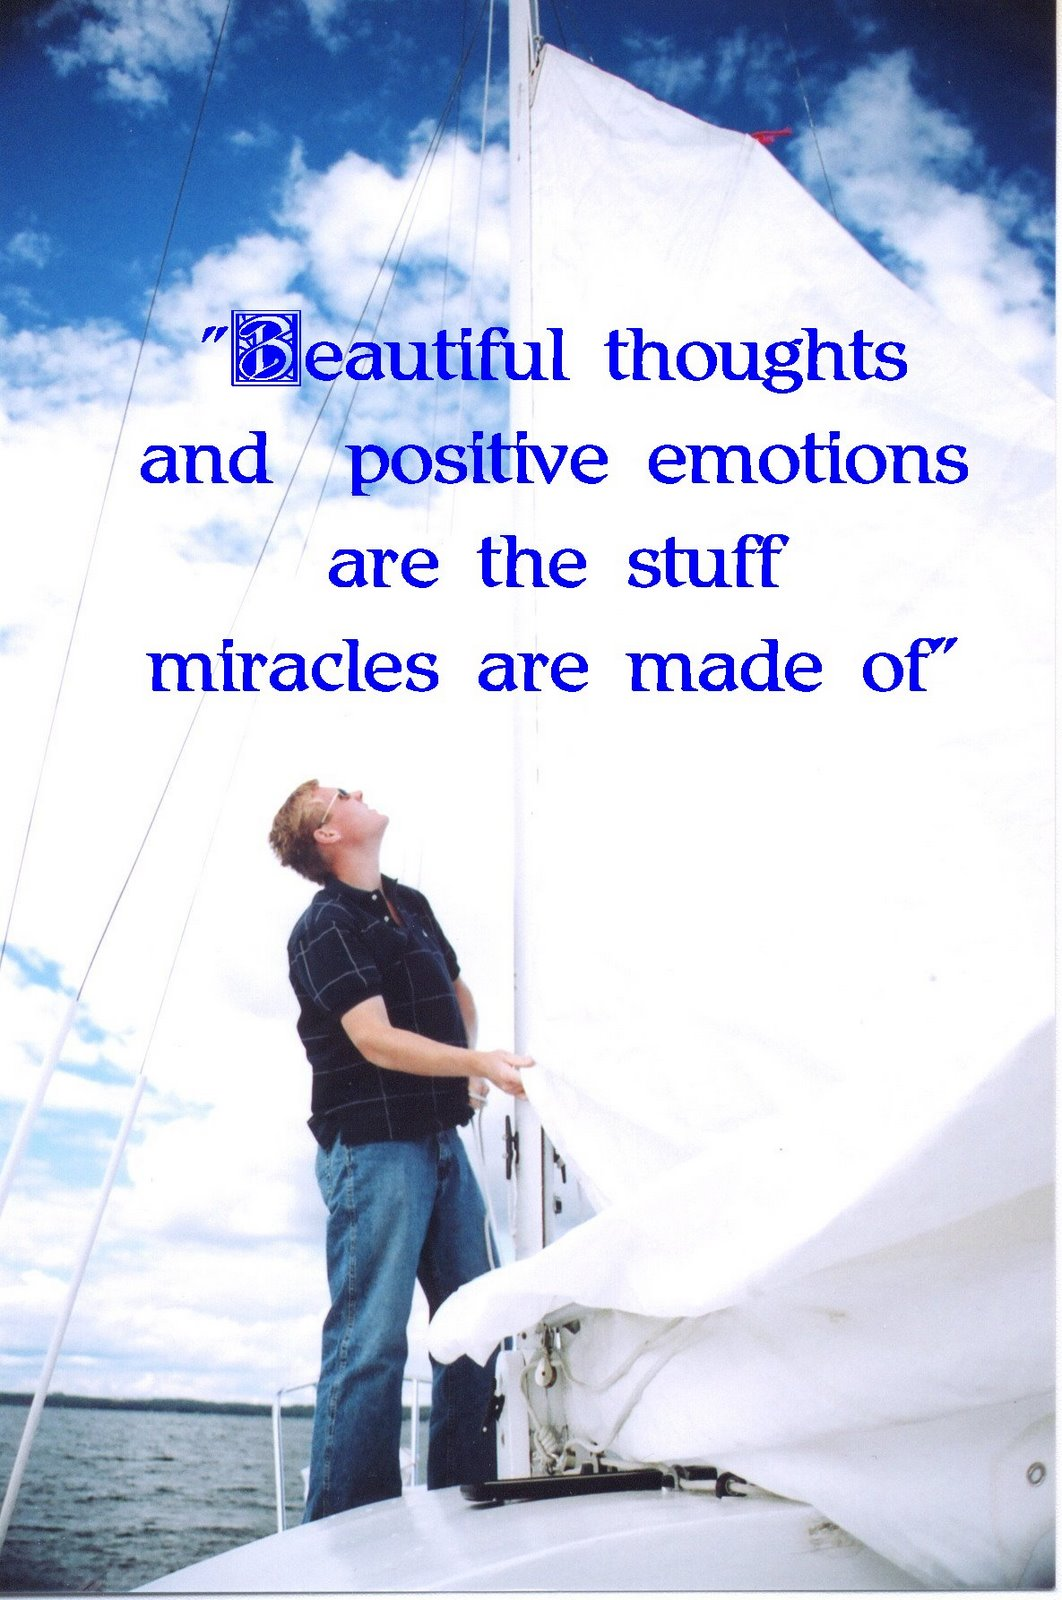 "Beautiful thoughts
and positive emotions
are the stuff
miracles are made of"